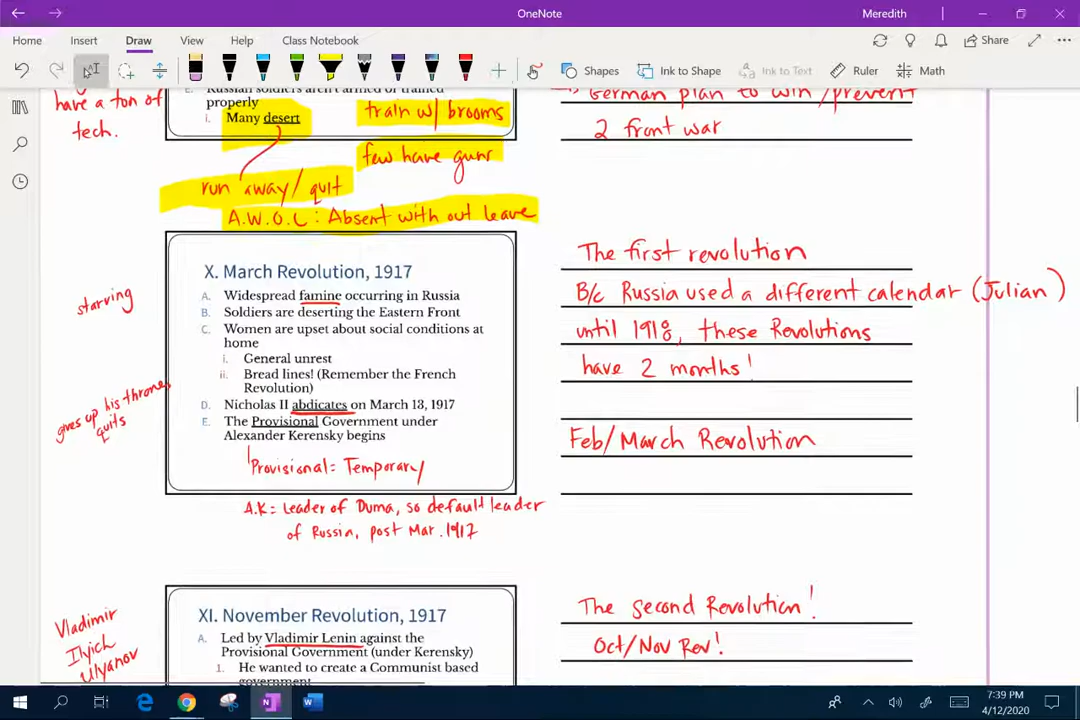 OneNote
Meredith
Home Insert Draw View Help Class Notebook
Share
Shapes Ink to Shape Ink to Text Ruler Math
have a ton of
tech.
E. Russian soldiers aren't armed or trained
properly
i. Many desert
train w/ brooms
few have guns
run away/quit
A.W.O.L: Absent with out leave
German plan to win/prevent
2 front war
X. March Revolution, 1917
A. Widespread famine occurring in Russia
B. Soldiers are deserting the Eastern Front
C. Women are upset about social conditions at
home
i. General unrest
ii. Bread lines! (Remember the French
Revolution)
D. Nicholas II abdicates on March 13, 1917
E. The Provisional Government under
Alexander Kerensky begins
Provisional = Temporary
starving
gives up his throne,
quits
A.K = Leader of Duma, so default leader
of Russia, post Mar. 1917
The first revolution
B/c Russia used a different calendar (Julian)
until 1918, these Revolutions
have 2 months!
Feb/March Revolution
Vladimir
Ilyich
Ulyanov
XI. November Revolution, 1917
A. Led by Vladimir Lenin against the
Provisional Government (under Kerensky)
1. He wanted to create a Communist based
government
The second Revolution!
Oct/Nov Rev!
7:39 PM
4/12/2020